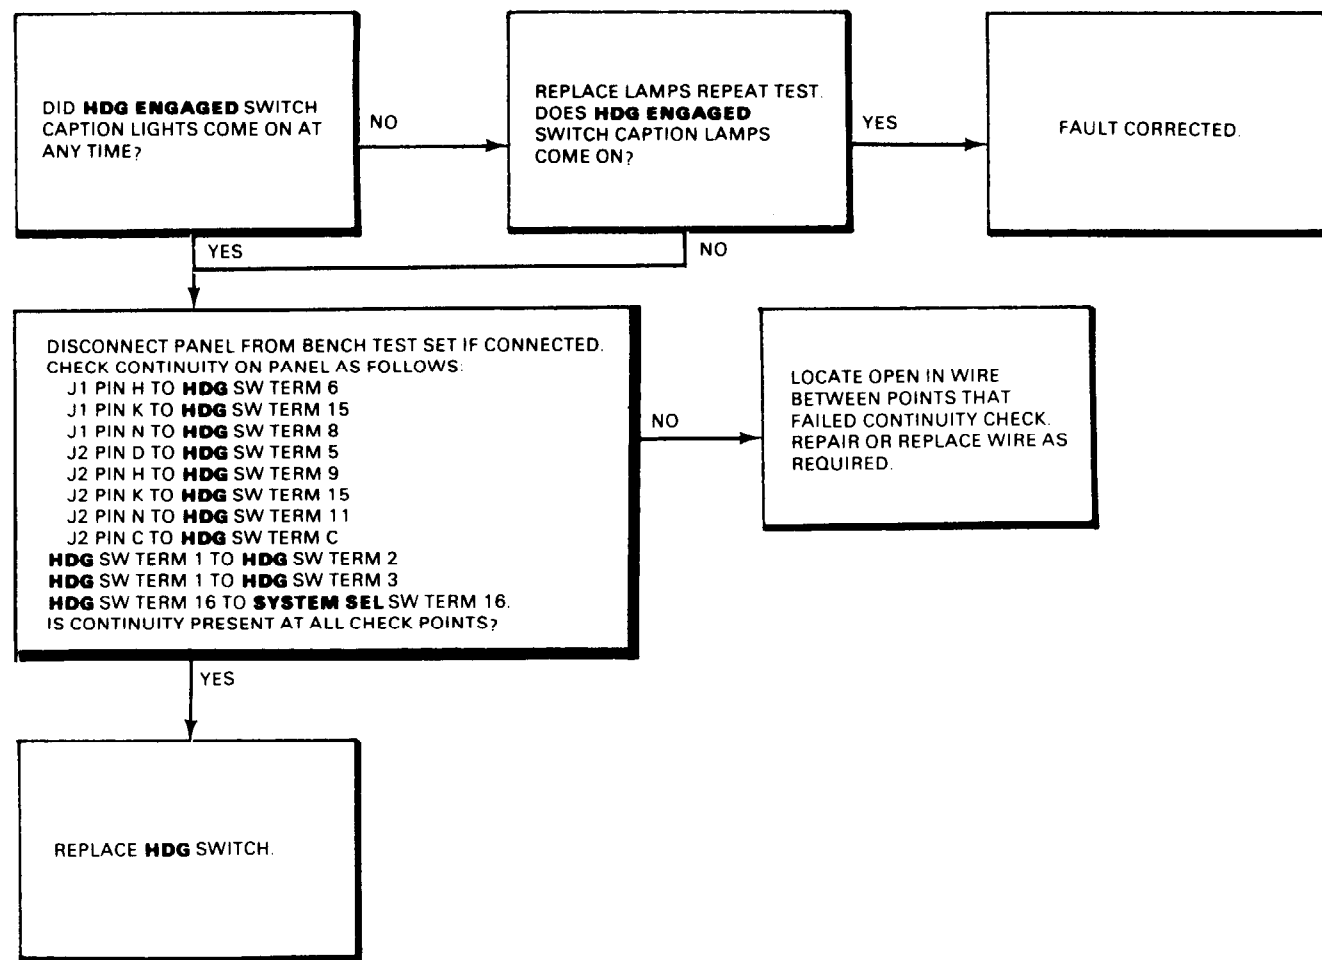 DID HDG ENGAGED SWITCH
CAPTION LIGHTS COME ON AT
ANY TIME?
NO
REPLACE LAMPS REPEAT TEST.
DOES HDG ENGAGED
SWITCH CAPTION LAMPS
COME ON?
YES
FAULT CORRECTED.
YES
NO
DISCONNECT PANEL FROM BENCH TEST SET IF CONNECTED.
CHECK CONTINUITY ON PANEL AS FOLLOWS:
J1 PIN H TO HDG SW TERM 6
J1 PIN K TO HDG SW TERM 15
J1 PIN N TO HDG SW TERM 8
J2 PIN D TO HDG SW TERM 5
J2 PIN H TO HDG SW TERM 9
J2 PIN K TO HDG SW TERM 15
J2 PIN N TO HDG SW TERM 11
J2 PIN C TO HDG SW TERM C
HDG SW TERM 1 TO HDG SW TERM 2
HDG SW TERM 1 TO HDG SW TERM 3
HDG SW TERM 16 TO SYSTEM SEL SW TERM 16.
IS CONTINUITY PRESENT AT ALL CHECK POINTS?
NO
LOCATE OPEN IN WIRE
BETWEEN POINTS THAT
FAILED CONTINUITY CHECK.
REPAIR OR REPLACE WIRE AS
REQUIRED.
YES
REPLACE HDG SWITCH.